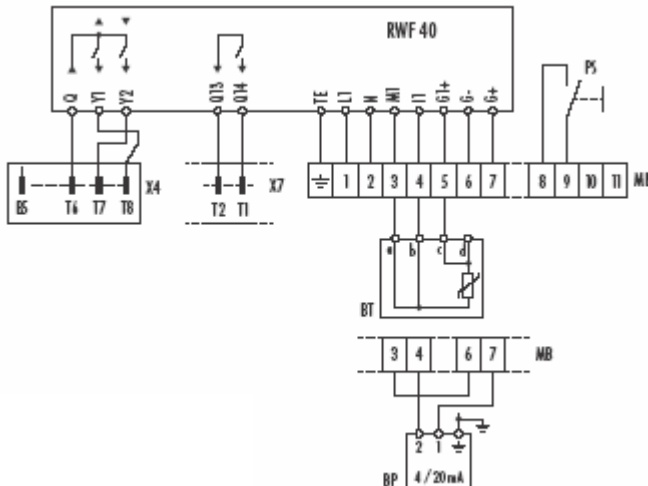 RWF 40
Q Y1 Y2 Q13 Q14 TE L1 N M1 I1 G1+ G- G+
PS
B5 T6 T7 T8 X4
T2 T1 X7
1 2 3 4 5 6 7
8 9 10 11
a b c d
BT
3 4 6 7 MB
2 1
BP 4/20mA